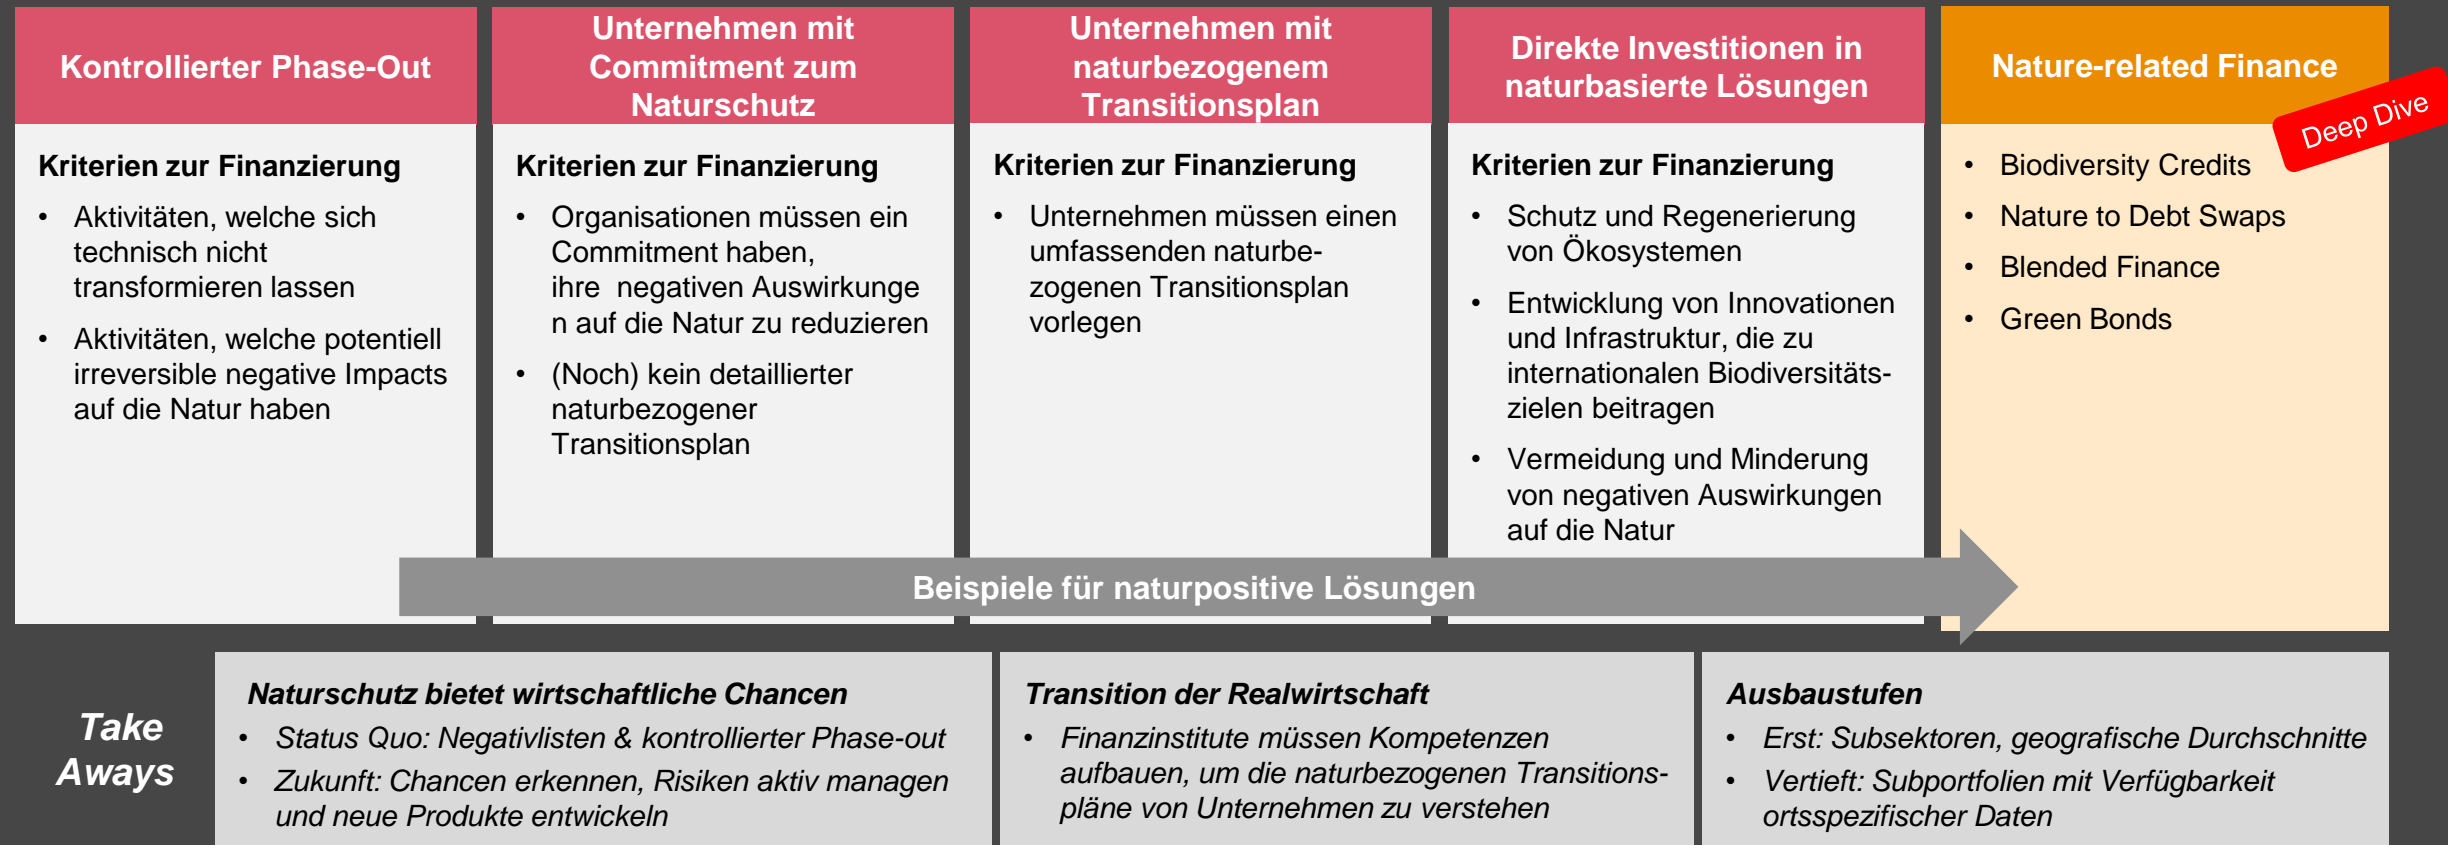 Kontrollierter Phase-Out
Kriterien zur Finanzierung
• Aktivitäten, welche sich
technisch nicht
transformieren lassen
• Aktivitäten, welche potentiell
irreversible negative Impacts
auf die Natur haben
Unternehmen mit
Commitment zum
Naturschutz
Kriterien zur Finanzierung
• Organisationen müssen ein
Commitment haben,
ihre  negativen Auswirkunge
n auf die Natur zu reduzieren
• (Noch) kein detaillierter
naturbezogener
Transitionsplan
Unternehmen mit
naturbezogenem
Transitionsplan
Kriterien zur Finanzierung
• Unternehmen müssen einen
umfassenden naturbe-
zogenen Transitionsplan
vorlegen
Direkte Investitionen in
naturbasierte Lösungen
Kriterien zur Finanzierung
• Schutz und Regenerierung
von Ökosystemen
• Entwicklung von Innovationen
und Infrastruktur, die zu
internationalen Biodiversitäts-
zielen beitragen
• Vermeidung und Minderung
von negativen Auswirkungen
auf die Natur
Nature-related Finance
Deep Dive
• Biodiversity Credits
• Nature to Debt Swaps
• Blended Finance
• Green Bonds
Beispiele für naturpositive Lösungen
Take
Aways
Naturschutz bietet wirtschaftliche Chancen
• Status Quo: Negativlisten & kontrollierter Phase-out
• Zukunft: Chancen erkennen, Risiken aktiv managen
und neue Produkte entwickeln
Transition der Realwirtschaft
• Finanzinstitute müssen Kompetenzen
aufbauen, um die naturbezogenen Transitions-
pläne von Unternehmen zu verstehen
Ausbaustufen
• Erst: Subsektoren, geografische Durchschnitte
• Vertieft: Subportfolien mit Verfügbarkeit
ortsspezifischer Daten